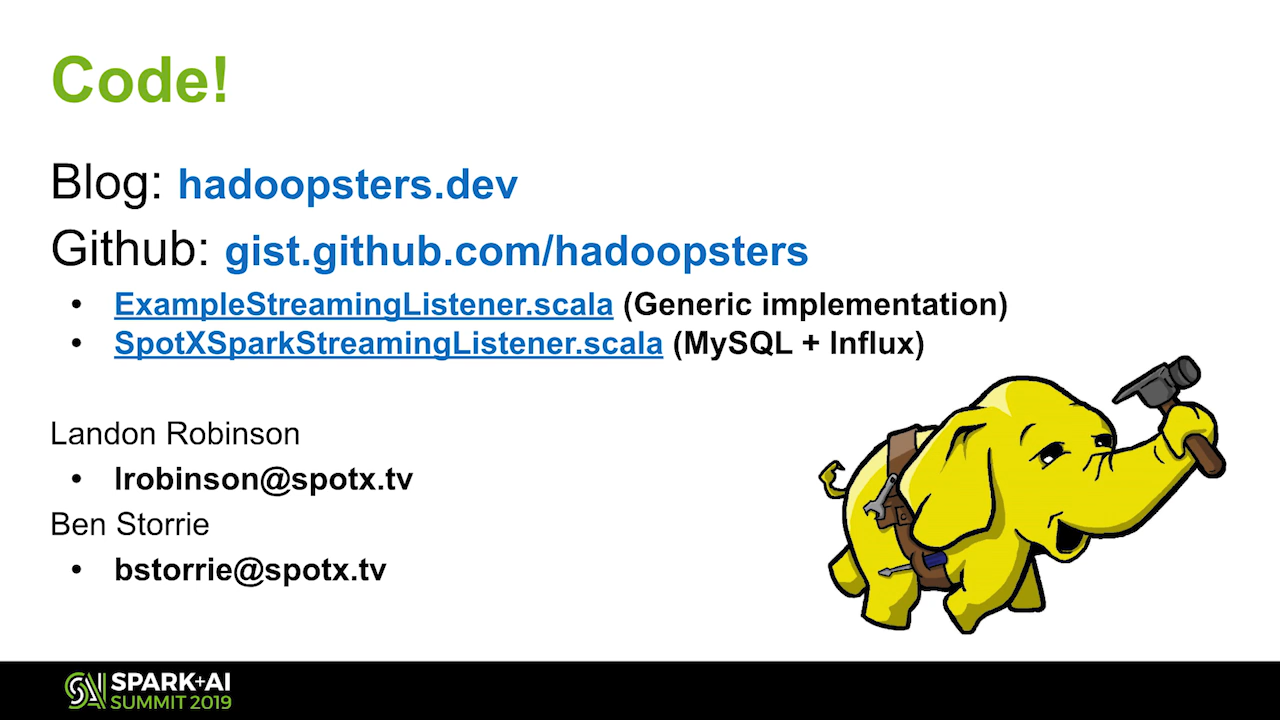 Code!
Blog: hadoopsters.dev
Github: gist.github.com/hadoopsters
• ExampleStreamingListener.scala (Generic implementation)
• SpotXSparkStreamingListener.scala (MySQL + Influx)
Landon Robinson
• lrobinson@spotx.tv
Ben Storrie
• bstorrie@spotx.tv
SPARK+AI
SUMMIT 2019